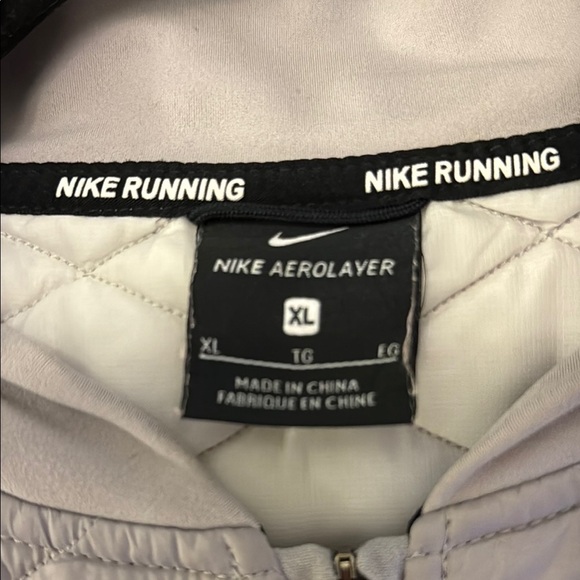 NIKE RUNNING NIKE RUNNING
NIKE AEROLAYER
XL
XL TG EG
MADE IN CHINA
FABRIQUE EN CHINE